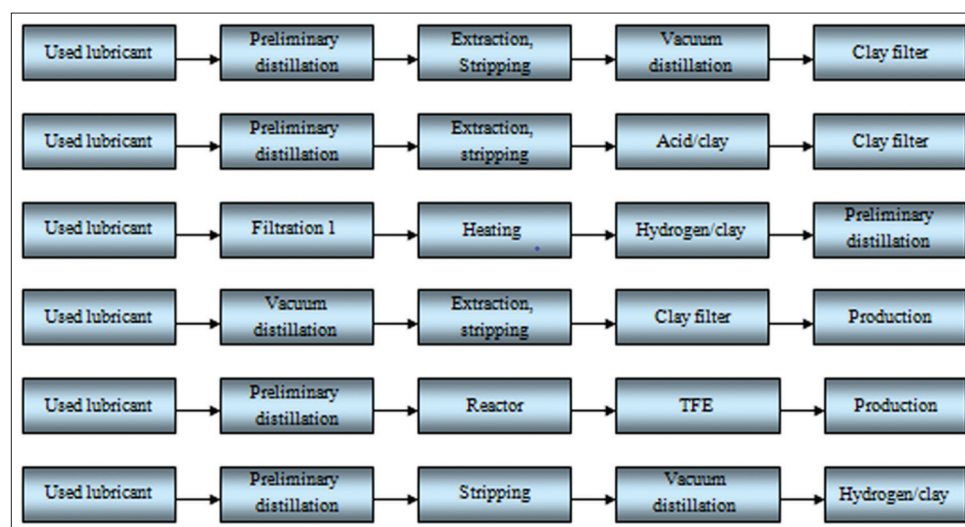 Used lubricant
Preliminary
distillation
Extraction,
Stripping
Vacuum
distillation
Clay filter
Used lubricant
Preliminary
distillation
Extraction,
stripping
Acid/clay
Clay filter
Used lubricant
Filtration 1
Heating
Hydrogen/clay
Preliminary
distillation
Used lubricant
Vacuum
distillation
Extraction,
stripping
Clay filter
Production
Used lubricant
Preliminary
distillation
Reactor
TFE
Production
Used lubricant
Preliminary
distillation
Stripping
Vacuum
distillation
Hydrogen/clay